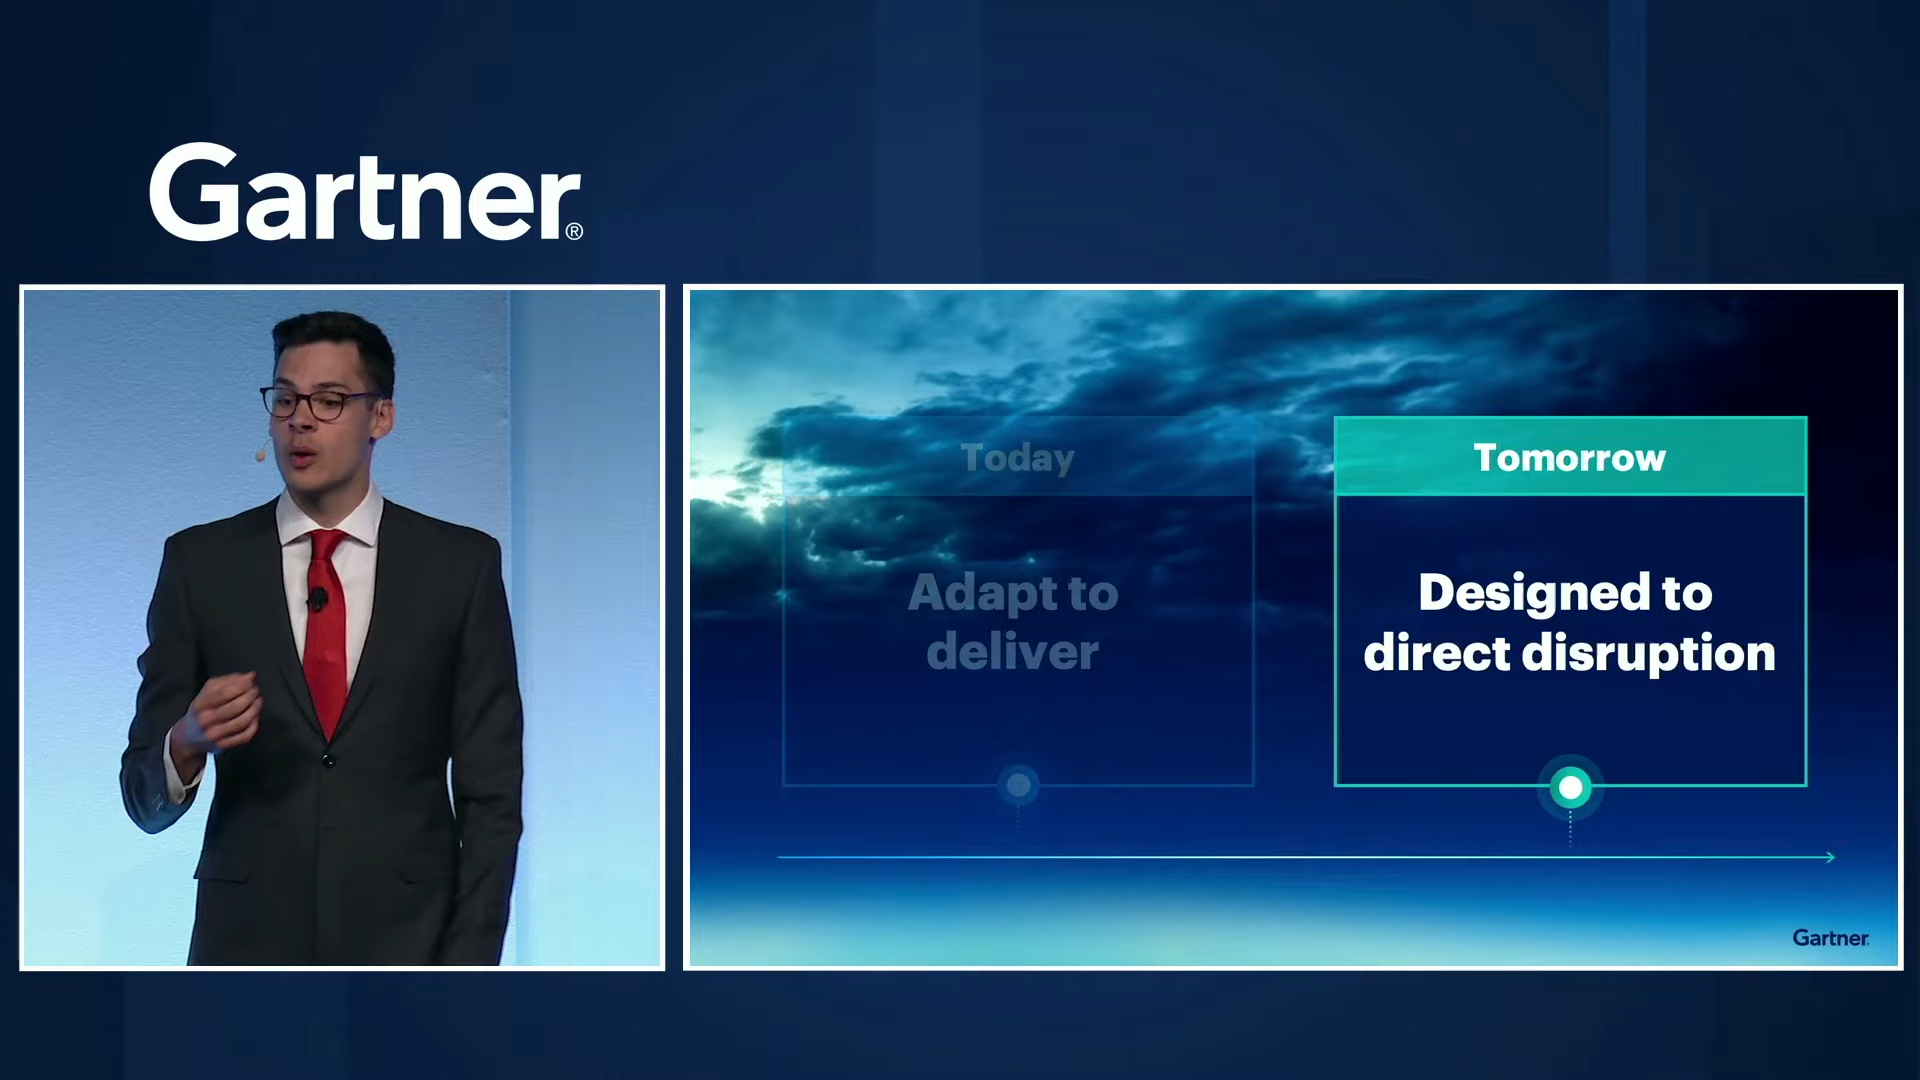 Gartner®
Today
Adapt to
deliver
Tomorrow
Designed to
direct disruption
Gartner